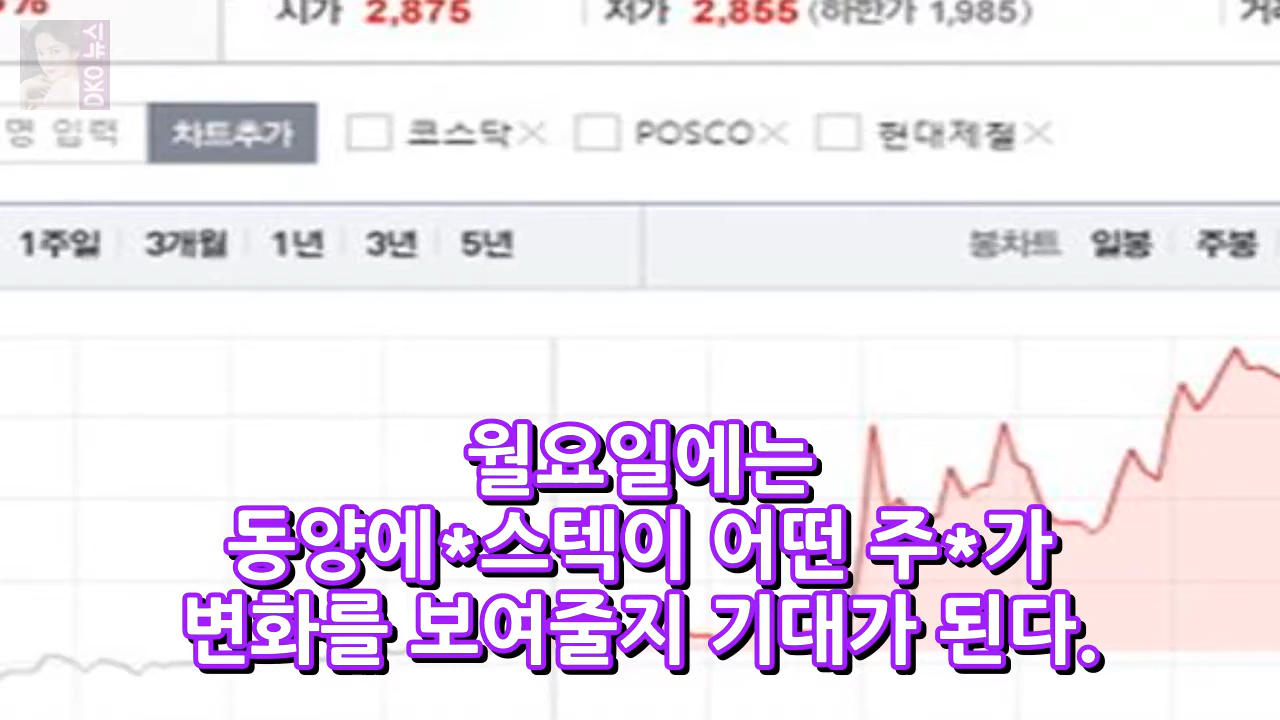 %
시가 2,875
저가 2,855 (하한가 1,985)
DKO 뉴스
명 입력
차트추가
코스닥×
POSCO×
현대제철×
1주일 3개월 1년 3년 5년
봉차트 일봉 주봉
월요일에는
동양에*스텍이 어떤 주*가
변화를 보여줄지 기대가 된다.